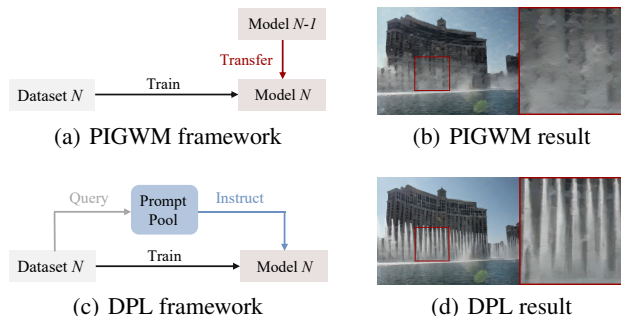 Model N-1
Transfer
Dataset N
Train
Model N
(a) PIGWM framework
(b) PIGWM result
Query
Prompt
Pool
Instruct
Dataset N
Train
Model N
(c) DPL framework
(d) DPL result